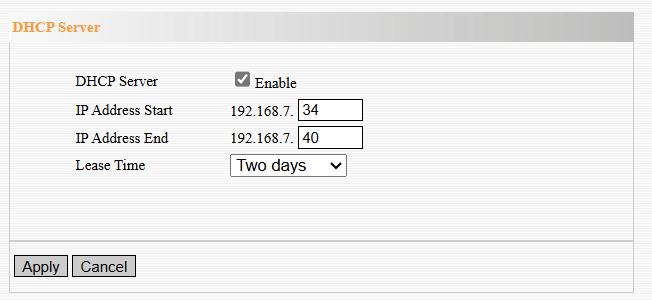 DHCP Server
DHCP Server Enable
IP Address Start 192.168.7. 34
IP Address End 192.168.7. 40
Lease Time Two days
Apply Cancel